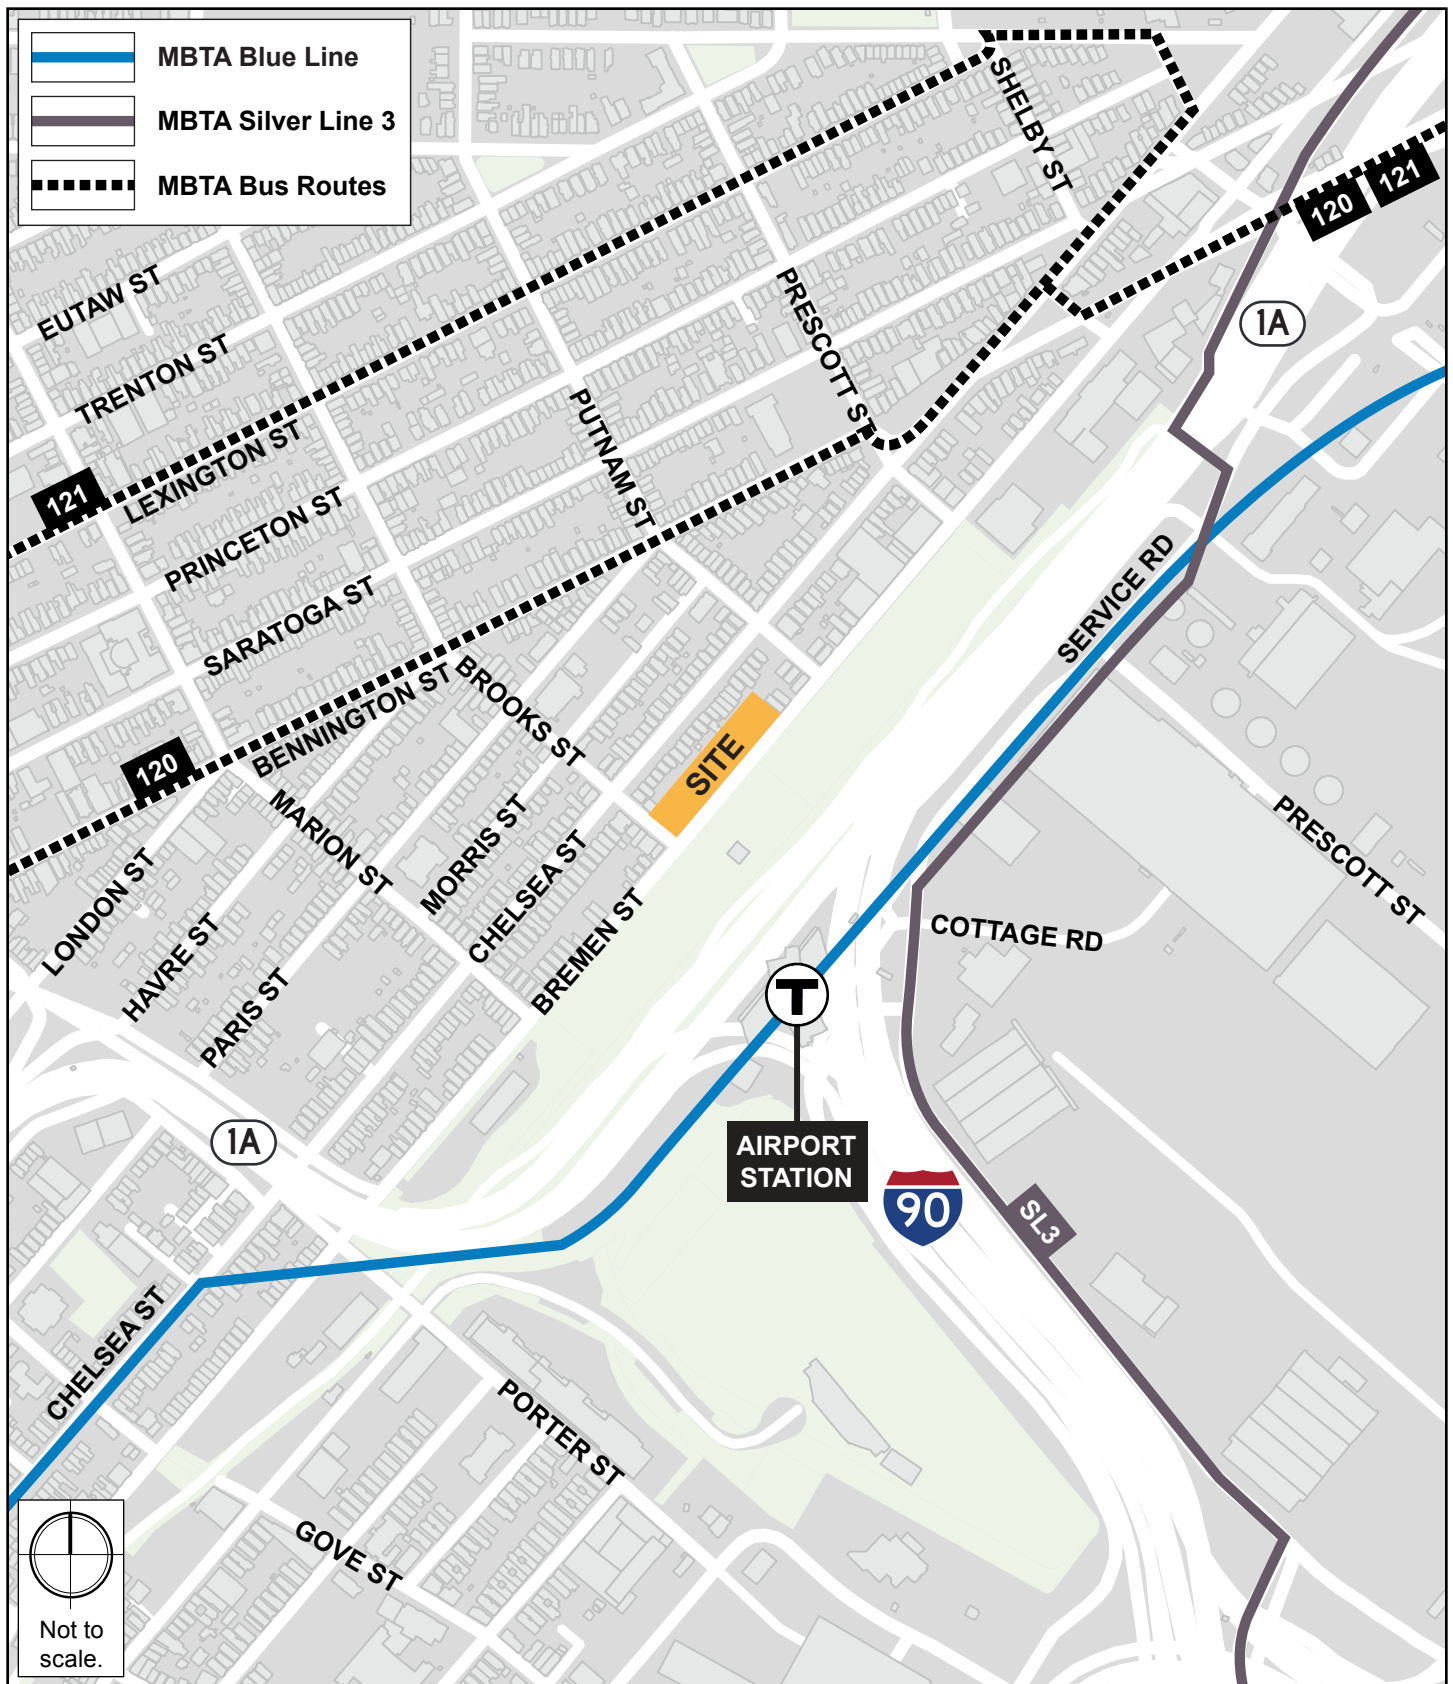 MBTA Blue Line
MBTA Silver Line 3
MBTA Bus Routes
SHELBY ST
121
120
EUTAW ST
1A
PRESCOTT ST
TRENTON ST
PUTNAM ST
LEXINGTON ST
121
PRINCETON ST
SARATOGA ST
SERVICE RD
BENNINGTON ST
BROOKS ST
SITE
120
MARION ST
MORRIS ST
CHELSEA ST
PRESCOTT ST
LONDON ST
HAVRE ST
PARIS ST
BREMEN ST
COTTAGE RD
T
1A
AIRPORT
STATION
90
SL3
CHELSEA ST
PORTER ST
GOVE ST
Not to
scale.